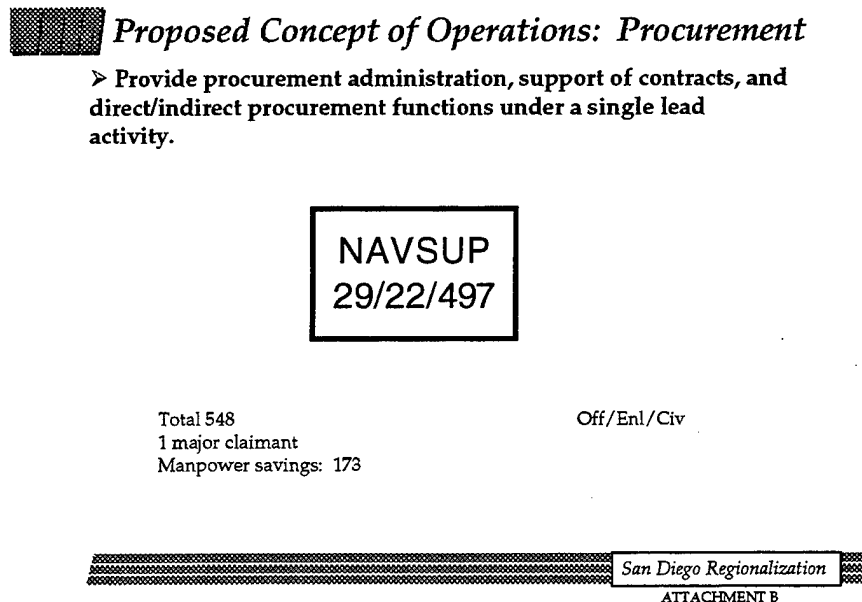 Proposed Concept of Operations: Procurement
➢ Provide procurement administration, support of contracts, and
direct/indirect procurement functions under a single lead
activity.
NAVSUP
29/22/497
Total 548
Off/Enl/Civ
1 major claimant
Manpower savings: 173
San Diego Regionalization
ATTACHMENT B